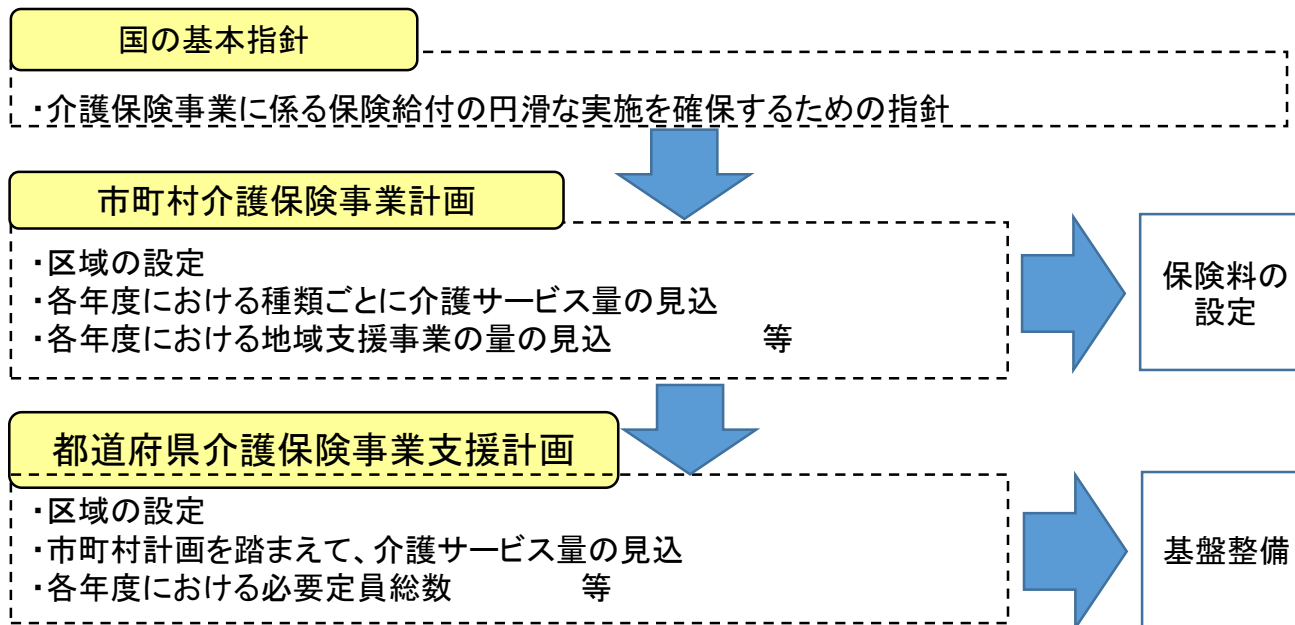 国の基本指針
・介護保険事業に係る保険給付の円滑な実施を確保するための指針
市町村介護保険事業計画
・区域の設定
・各年度における種類ごとに介護サービス量の見込
・各年度における地域支援事業の量の見込　　　　　等
保険料の
設定
都道府県介護保険事業支援計画
・区域の設定
・市町村計画を踏まえて、介護サービス量の見込
・各年度における必要定員総数　　　　等
基盤整備